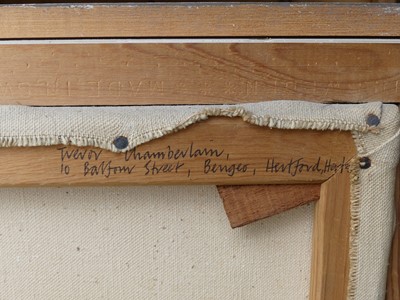 Trevor Chamberlain,
10 Balfour Street, Bengeo, Hertford, Herts